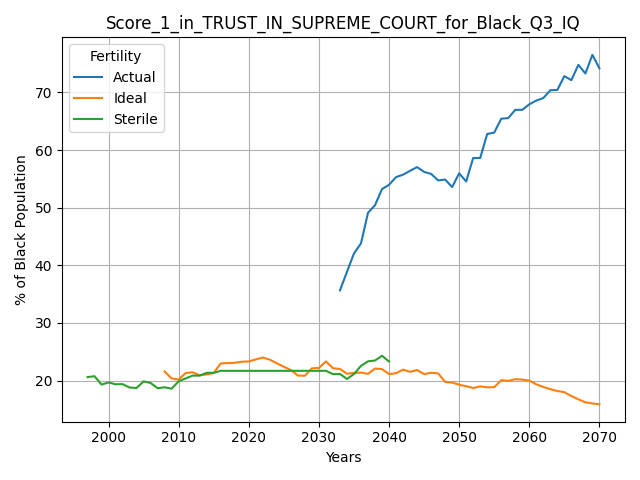 Score_1_in_TRUST_IN_SUPREME_COURT_for_Black_Q3_IQ
Fertility
Actual
Ideal
Sterile
% of Black Population
70
60
50
40
30
20
2000 2010 2020 2030 2040 2050 2060 2070
Years